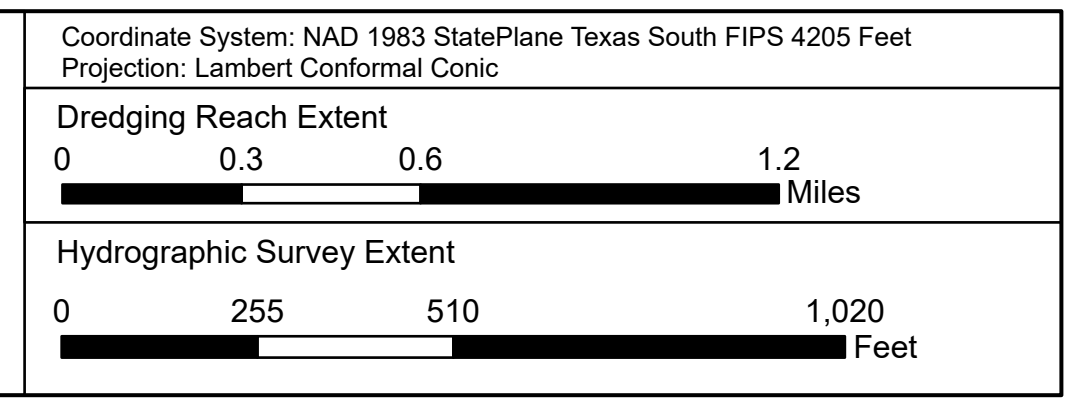 Coordinate System: NAD 1983 StatePlane Texas South FIPS 4205 Feet
Projection: Lambert Conformal Conic
Dredging Reach Extent
0 0.3 0.6 1.2
Miles
Hydrographic Survey Extent
0 255 510 1,020
Feet